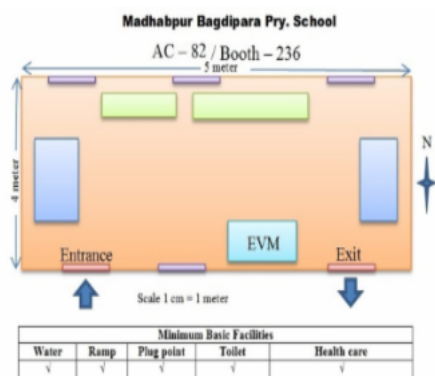 Madhabpur Bagdipara Pry. School
AC – 82 / Booth – 236
5 meter
4 meter
N
EVM
Entrance
Exit
Scale 1 cm = 1 meter
Minimum Basic Facilities
Water Ramp Plug point Toilet Health care
√ √ √ √ √